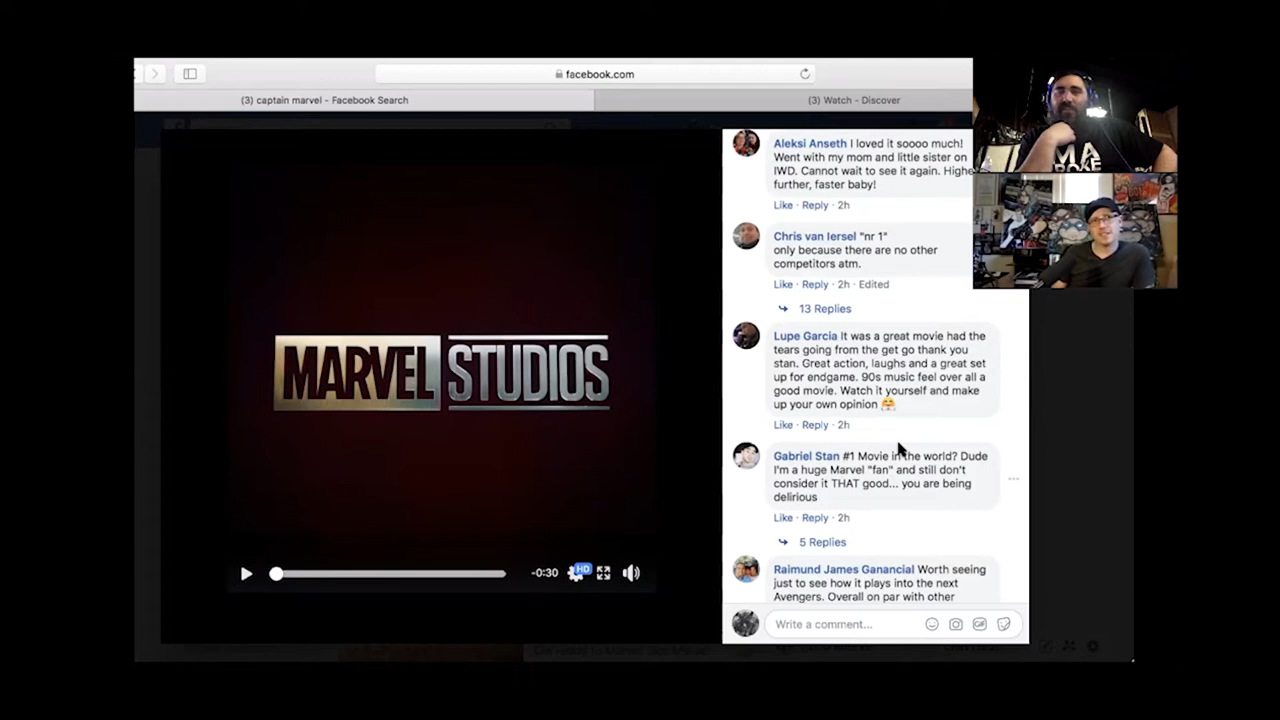 facebook.com
(3) captain marvel - Facebook Search
(3) Watch - Discover
MA
BROKE
Aleksi Anseth I loved it soooo much!
Went with my mom and little sister on
IWD. Cannot wait to see it again. Highe
further, faster baby!
Like · Reply · 2h
Chris van Iersel "nr 1"
only because there are no other
competitors atm.
Like · Reply · 2h · Edited
13 Replies
Lupe Garcia It was a great movie had the
tears going from the get go thank you
stan. Great action, laughs and a great set
up for endgame. 90s music feel over all a
good movie. Watch it yourself and make
up your own opinion 🤗
Like · Reply · 2h
MARVEL STUDIOS
Gabriel Stan #1 Movie in the world? Dude
I'm a huge Marvel "fan" and still don't
consider it THAT good... you are being
delirious
Like · Reply · 2h
5 Replies
Raimund James Ganancial Worth seeing
just to see how it plays into the next
Avengers. Overall on par with other
-0:30
HD
Write a comment...
GIF